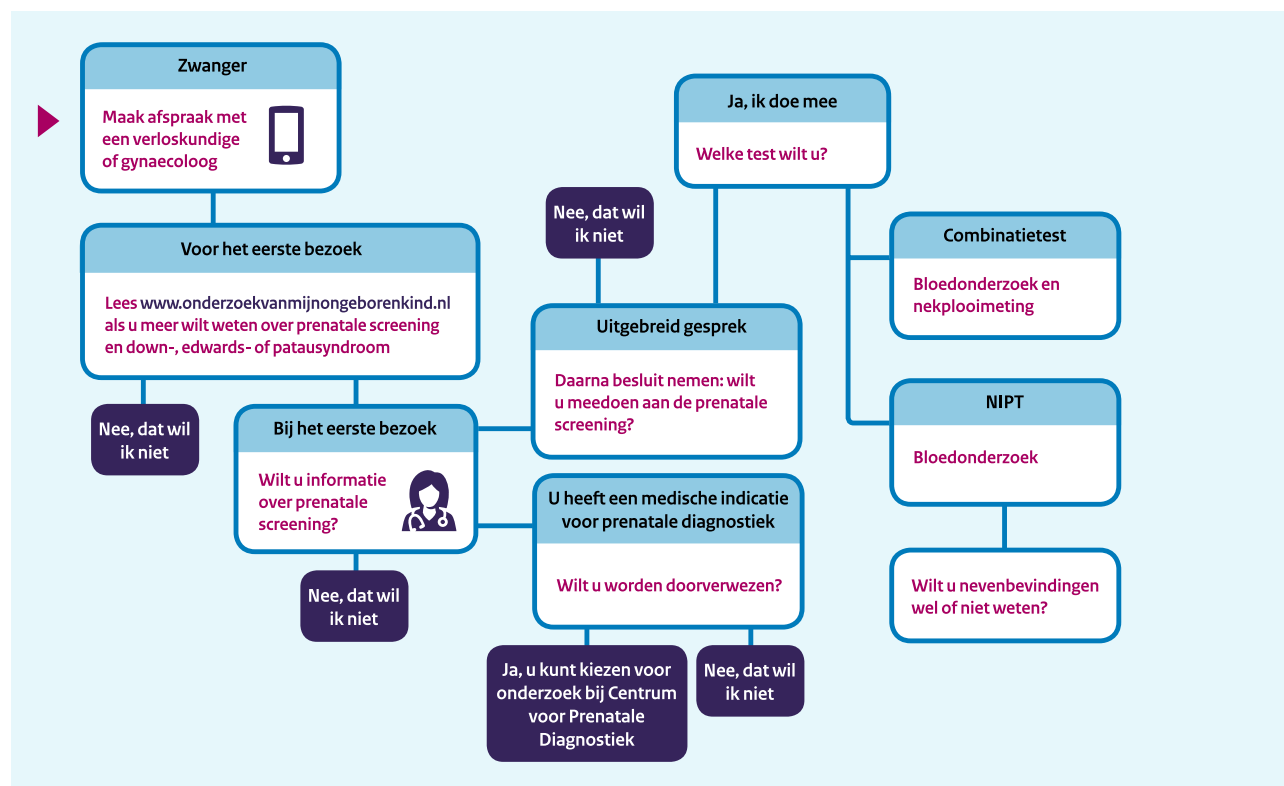 Zwanger
Maak afspraak met
een verloskundige
of gynaecoloog
Voor het eerste bezoek
Lees www.onderzoekvanmijnongeborenkind.nl
als u meer wilt weten over prenatale screening
en down-, edwards- of patausyndroom
Nee, dat wil
ik niet
Bij het eerste bezoek
Wilt u informatie
over prenatale
screening?
Nee, dat wil
ik niet
Nee, dat wil
ik niet
Uitgebreid gesprek
Daarna besluit nemen: wilt
u meedoen aan de prenatale
screening?
U heeft een medische indicatie
voor prenatale diagnostiek
Wilt u worden doorverwezen?
Ja, u kunt kiezen voor
onderzoek bij Centrum
voor Prenatale
Diagnostiek
Nee, dat wil
ik niet
Ja, ik doe mee
Welke test wilt u?
Combinatietest
Bloedonderzoek en
nekplooimeting
NIPT
Bloedonderzoek
Wilt u nevenbevindingen
wel of niet weten?